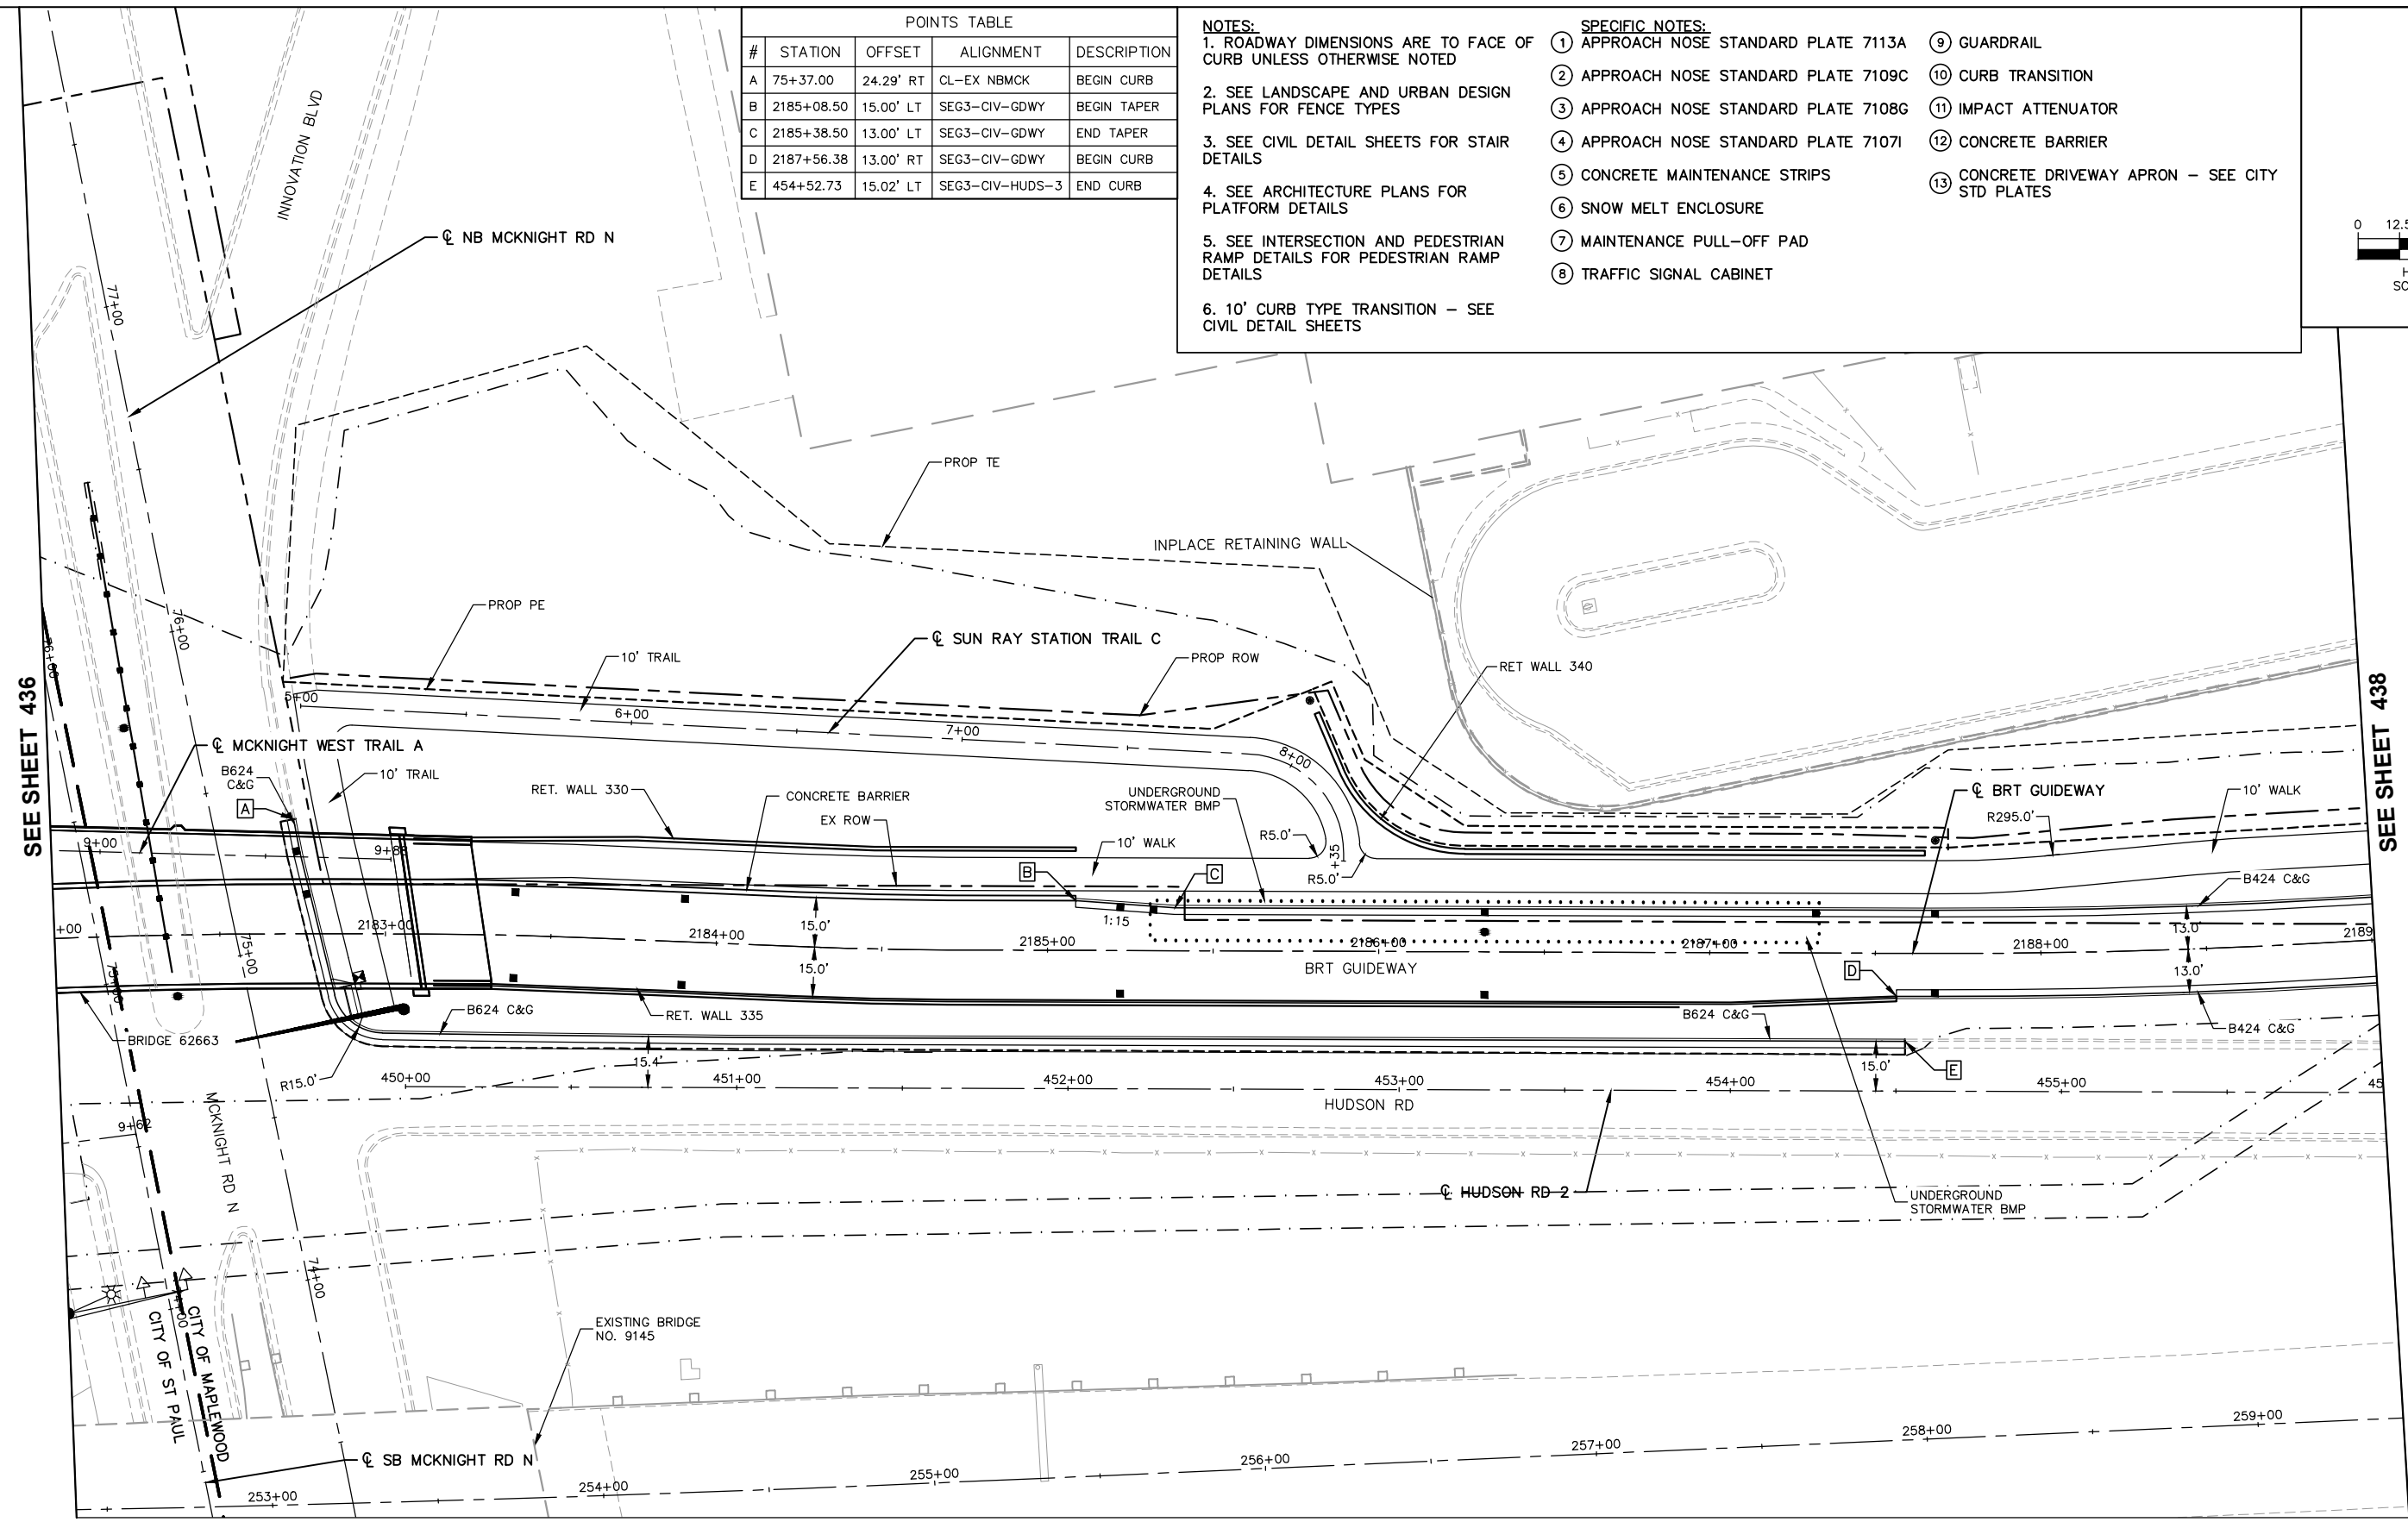 POINTS TABLE
# STATION OFFSET ALIGNMENT DESCRIPTION
A 75+37.00 24.29' RT CL-EX NBMCK BEGIN CURB
B 2185+08.50 15.00' LT SEG3-CIV-GDWY BEGIN TAPER
C 2185+38.50 13.00' LT SEG3-CIV-GDWY END TAPER
D 2187+56.38 13.00' RT SEG3-CIV-GDWY BEGIN CURB
E 454+52.73 15.02' LT SEG3-CIV-HUDS-3 END CURB
NOTES:
1. ROADWAY DIMENSIONS ARE TO FACE OF
CURB UNLESS OTHERWISE NOTED
2. SEE LANDSCAPE AND URBAN DESIGN
PLANS FOR FENCE TYPES
3. SEE CIVIL DETAIL SHEETS FOR STAIR
DETAILS
4. SEE ARCHITECTURE PLANS FOR
PLATFORM DETAILS
5. SEE INTERSECTION AND PEDESTRIAN
RAMP DETAILS FOR PEDESTRIAN RAMP
DETAILS
6. 10' CURB TYPE TRANSITION – SEE
CIVIL DETAIL SHEETS
SPECIFIC NOTES:
1 APPROACH NOSE STANDARD PLATE 7113A
2 APPROACH NOSE STANDARD PLATE 7109C
3 APPROACH NOSE STANDARD PLATE 7108G
4 APPROACH NOSE STANDARD PLATE 7107I
5 CONCRETE MAINTENANCE STRIPS
6 SNOW MELT ENCLOSURE
7 MAINTENANCE PULL-OFF PAD
8 TRAFFIC SIGNAL CABINET
9 GUARDRAIL
10 CURB TRANSITION
11 IMPACT ATTENUATOR
12 CONCRETE BARRIER
13 CONCRETE DRIVEWAY APRON – SEE CITY
STD PLATES
0 12.5
H
SC
INNOVATION BLVD
℄ NB MCKNIGHT RD N
77+00
76+00
76+00
PROP TE
INPLACE RETAINING WALL
PROP PE
10' TRAIL
℄ SUN RAY STATION TRAIL C
PROP ROW
RET WALL 340
SEE SHEET 436
SEE SHEET 438
5+00
6+00
7+00
8+00
℄ MCKNIGHT WEST TRAIL A
B624
C&G
A
10' TRAIL
RET. WALL 330
CONCRETE BARRIER
EX ROW
UNDERGROUND
STORMWATER BMP
10' WALK
R5.0'
R5.0'
+35
℄ BRT GUIDEWAY
R295.0'
10' WALK
9+00
9+88
B
C
1:15
B424 C&G
+00
2183+00
2184+00
2185+00
2186+00
2187+00
2188+00
2189
15.0'
15.0'
13.0'
13.0'
75+00
75+00
BRT GUIDEWAY
D
BRIDGE 62663
B624 C&G
RET. WALL 335
B624 C&G
B424 C&G
R15.0'
15.4'
15.0'
E
450+00
451+00
452+00
453+00
454+00
455+00
45
HUDSON RD
9+62
MCKNIGHT RD N
℄ HUDSON RD 2
UNDERGROUND
STORMWATER BMP
74+00
CITY OF ST PAUL
CITY OF MAPLEWOOD
EXISTING BRIDGE
NO. 9145
℄ SB MCKNIGHT RD N
253+00
254+00
255+00
256+00
257+00
258+00
259+00